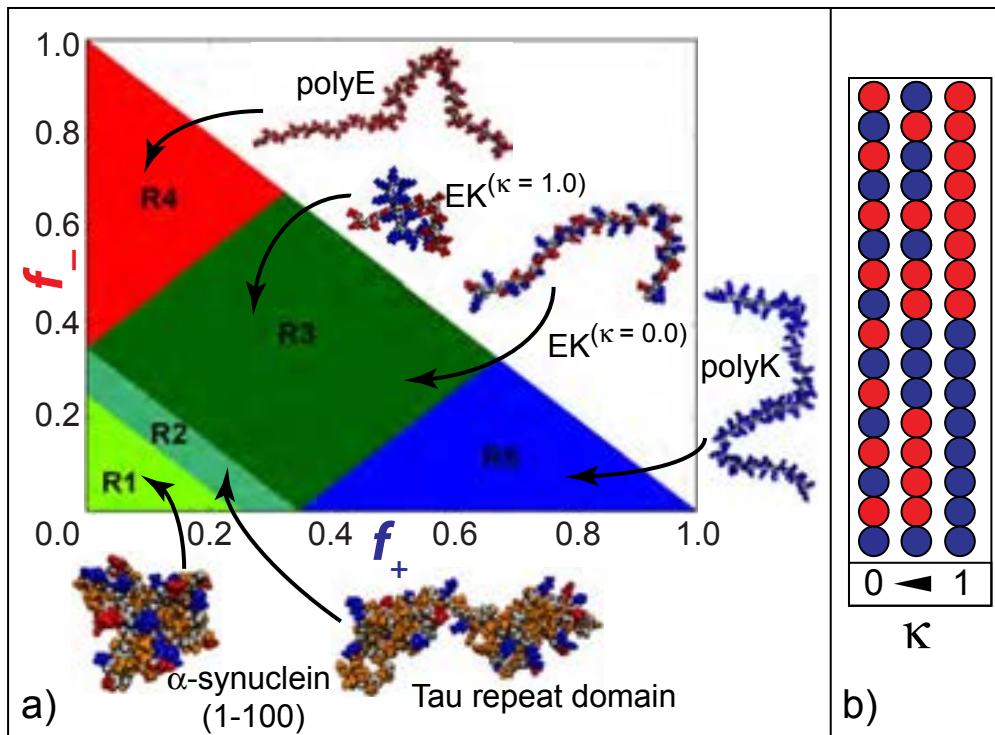 1.0
0.8
0.6
0.4
0.2
0.0
f_
polyE
R4
EK(κ = 1.0)
R3
EK(κ = 0.0)
polyK
R2
R1
R5
0.2
0.4
0.6
0.8
1.0
f+
α-synuclein
(1-100)
Tau repeat domain
a)
0 1
κ
b)